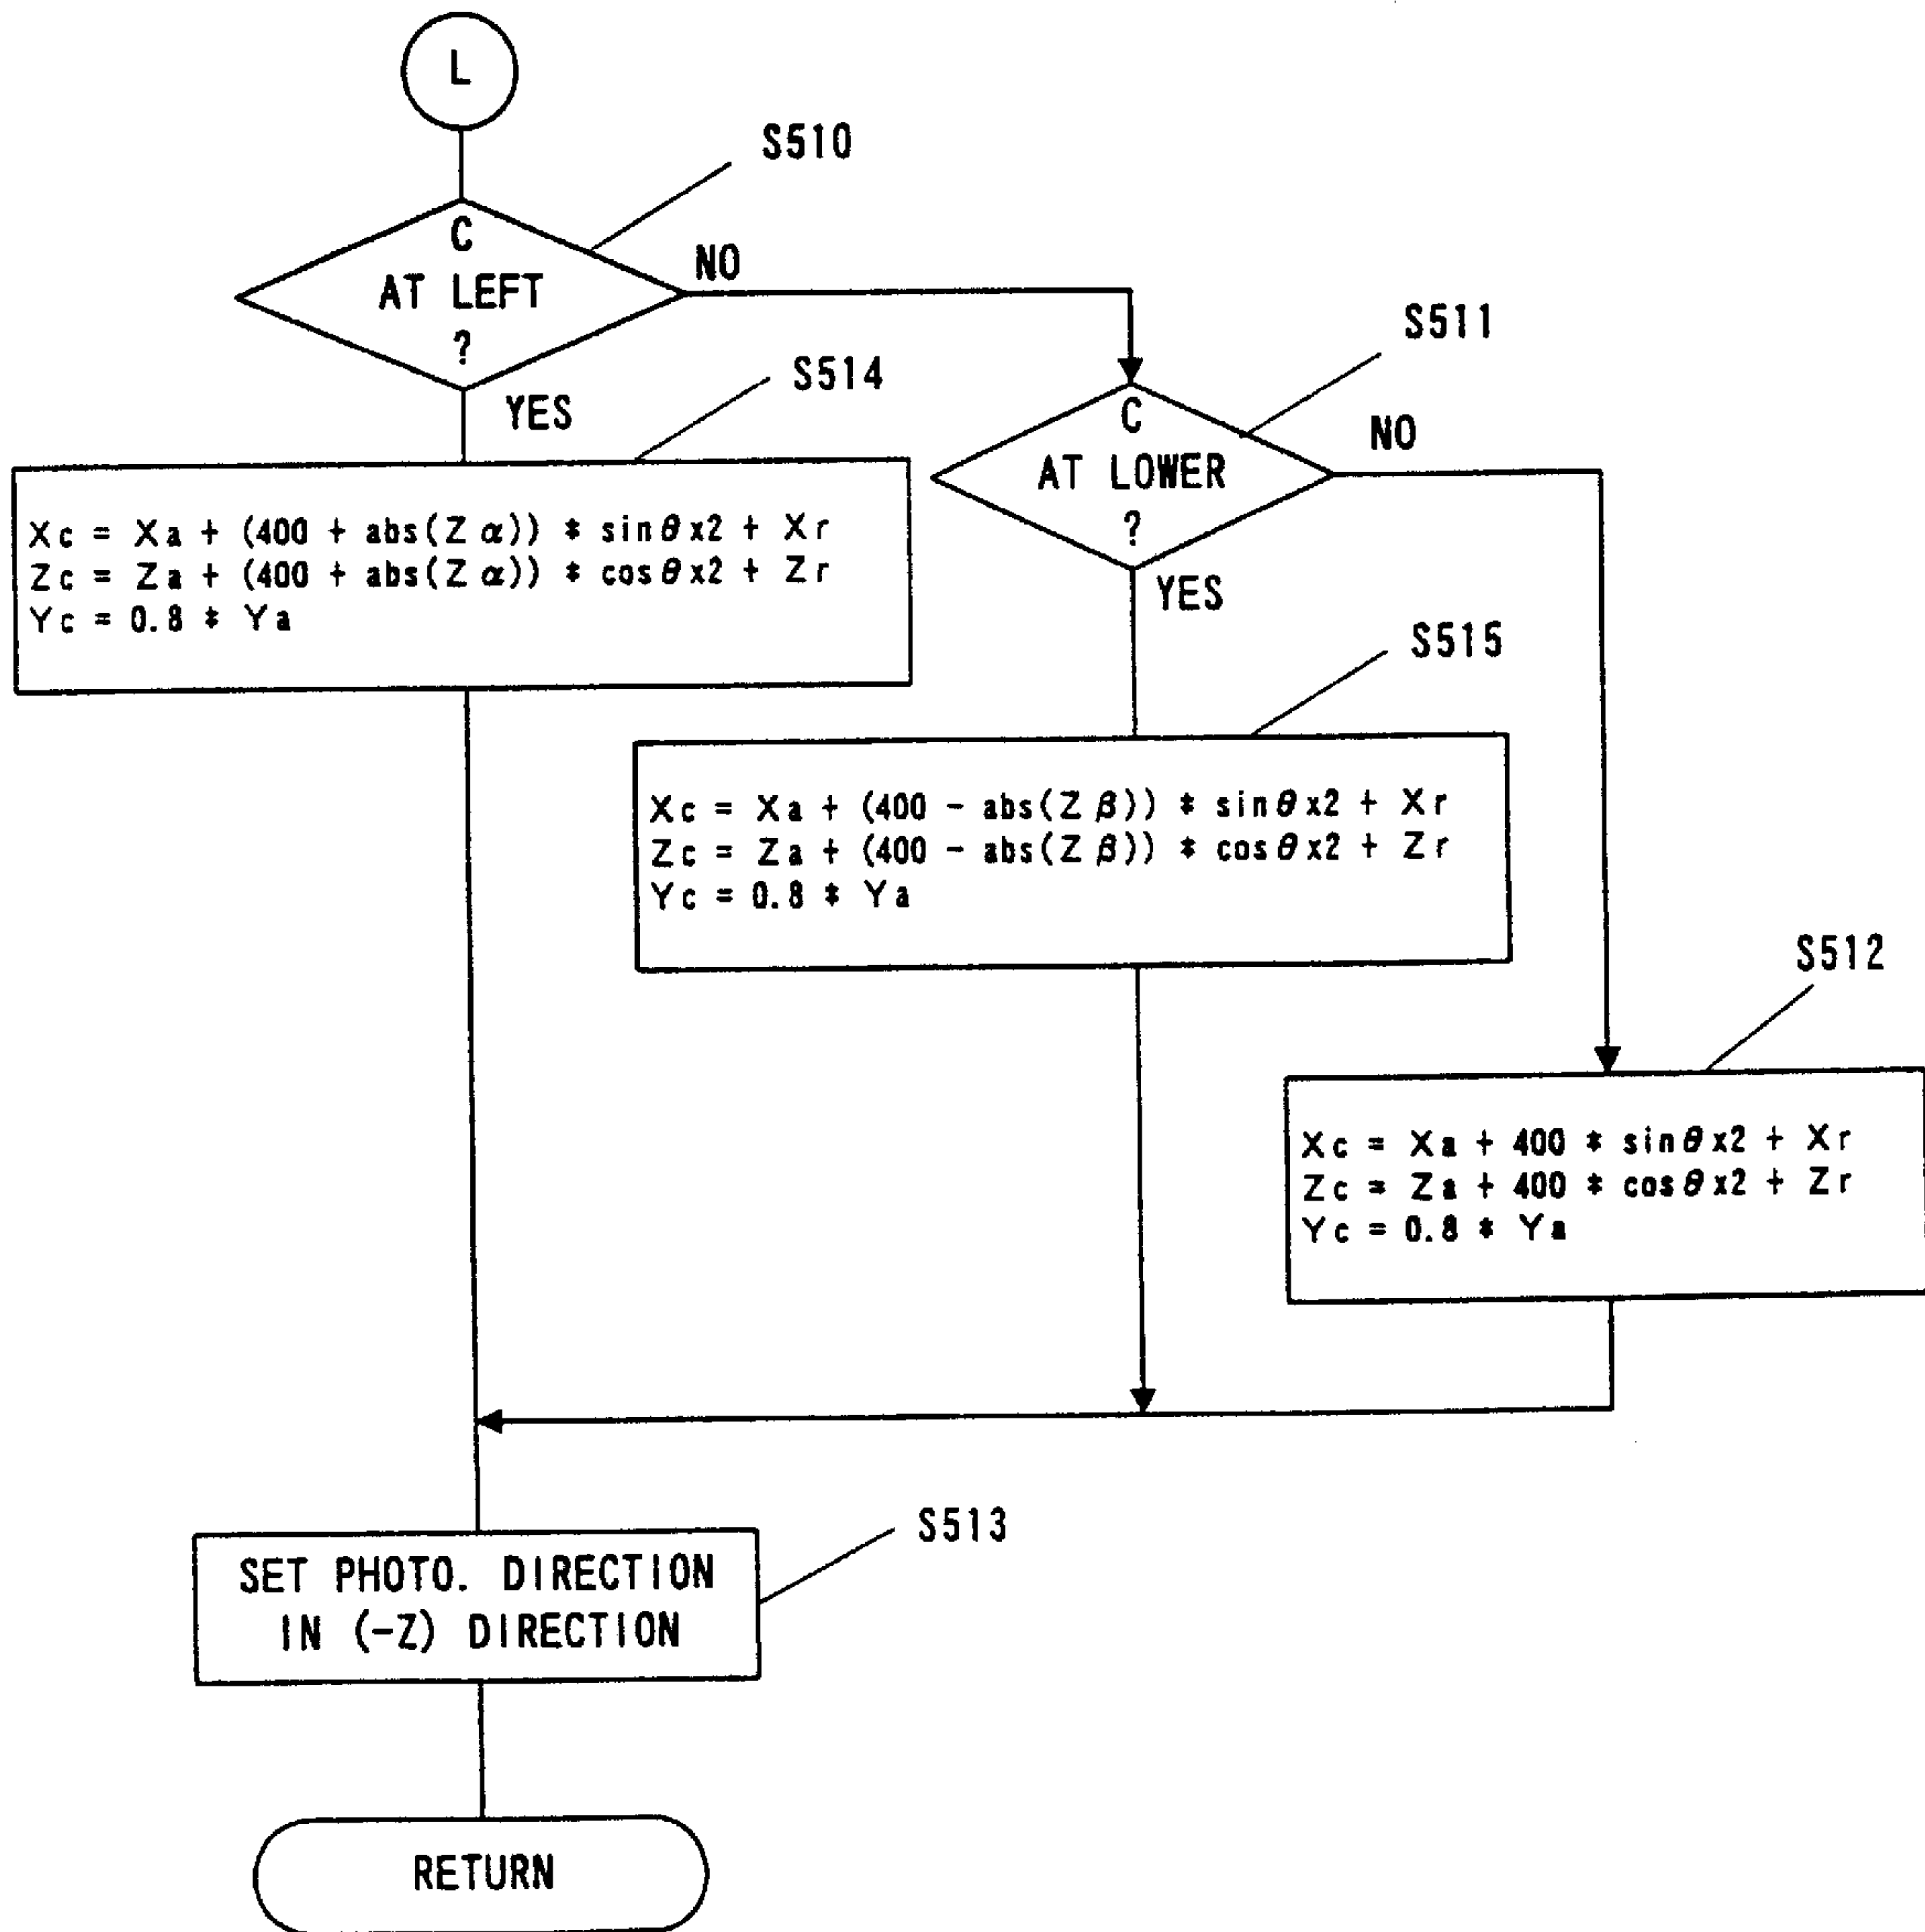 L
S510
C
AT LEFT
?
NO
YES
S514
Xc = Xa + (400 + abs(Zα)) * sinθx2 + Xr
Zc = Za + (400 + abs(Zα)) * cosθx2 + Zr
Yc = 0.8 * Ya
S511
C
AT LOWER
?
NO
YES
S515
Xc = Xa + (400 - abs(Zβ)) * sinθx2 + Xr
Zc = Za + (400 - abs(Zβ)) * cosθx2 + Zr
Yc = 0.8 * Ya
S512
Xc = Xa + 400 * sinθx2 + Xr
Zc = Za + 400 * cosθx2 + Zr
Yc = 0.8 * Ya
S513
SET PHOTO. DIRECTION
IN (-Z) DIRECTION
RETURN